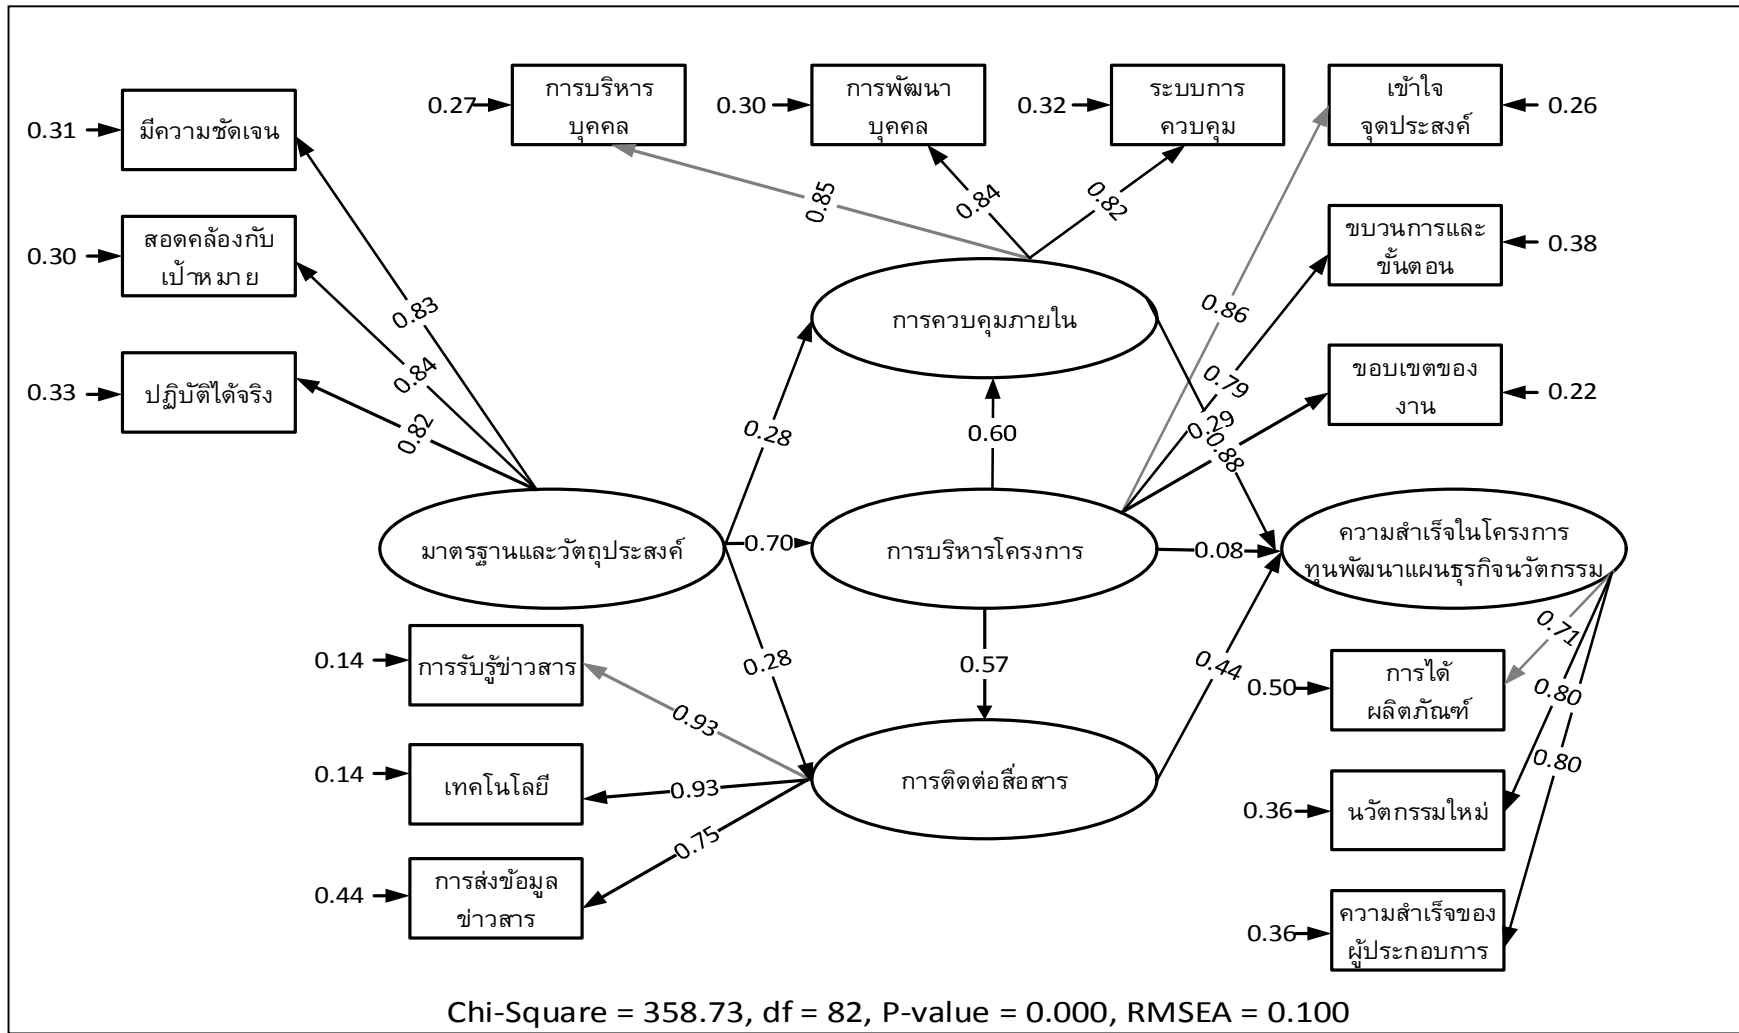 การบริหาร
บุคคล
0.27
การพัฒนา
บุคคล
0.30
ระบบการ
ควบคุม
0.32
เข้าใจ
จุดประสงค์
0.26
0.31
มีความชัดเจน
0.30
สอดคล้องกับ
เป้าหมาย
0.33
ปฏิบัติได้จริง
ขบวนการและ
ขั้นตอน
0.38
ขอบเขตของ
งาน
0.22
0.85
0.84
0.82
0.86
0.79
0.88
0.83
0.84
0.82
การควบคุมภายใน
0.28
0.60
0.29
มาตรฐานและวัตถุประสงค์
0.70
การบริหารโครงการ
0.08
ความสำเร็จในโครงการ
ทุนพัฒนาแผนธุรกิจนวัตกรรม
0.28
0.57
0.44
การติดต่อสื่อสาร
0.14
การรับรู้ข่าวสาร
0.93
0.14
เทคโนโลยี
0.93
0.44
การส่งข้อมูล
ข่าวสาร
0.75
0.71
0.80
0.80
0.50
การได้
ผลิตภัณฑ์
0.36
นวัตกรรมใหม่
0.36
ความสำเร็จของ
ผู้ประกอบการ
Chi-Square = 358.73, df = 82, P-value = 0.000, RMSEA = 0.100